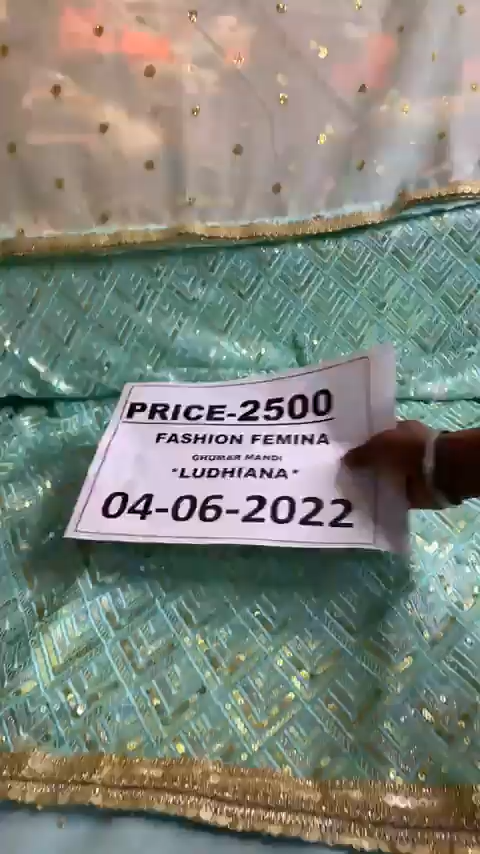 PRICE-2500
FASHION FEMINA
GHUMAR MANDI
*LUDHIANA*
04-06-2022